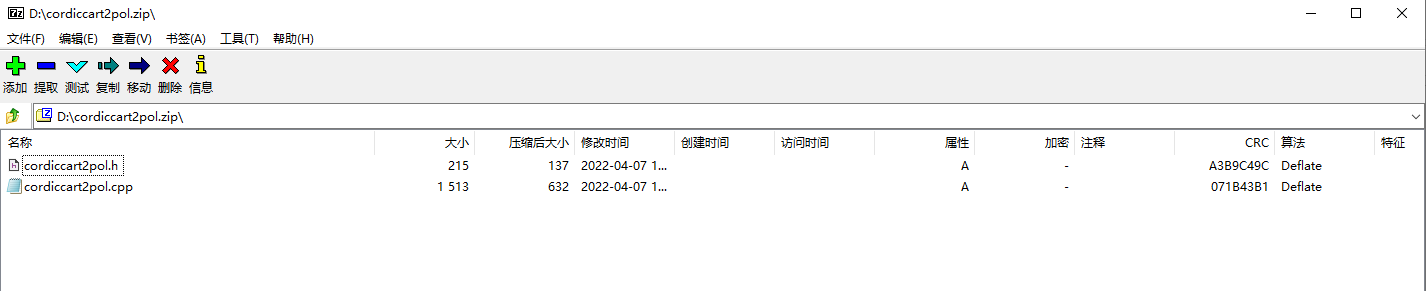 D:\cordiccart2pol.zip\
文件(F) 编辑(E) 查看(V) 书签(A) 工具(T) 帮助(H)
添加 提取 测试 复制 移动 删除 信息
D:\cordiccart2pol.zip\
名称 大小 压缩后大小 修改时间 创建时间 访问时间 属性 加密 注释 CRC 算法 特征
cordiccart2pol.h 215 137 2022-04-07 1... A - A3B9C49C Deflate
cordiccart2pol.cpp 1 513 632 2022-04-07 1... A - 071B43B1 Deflate